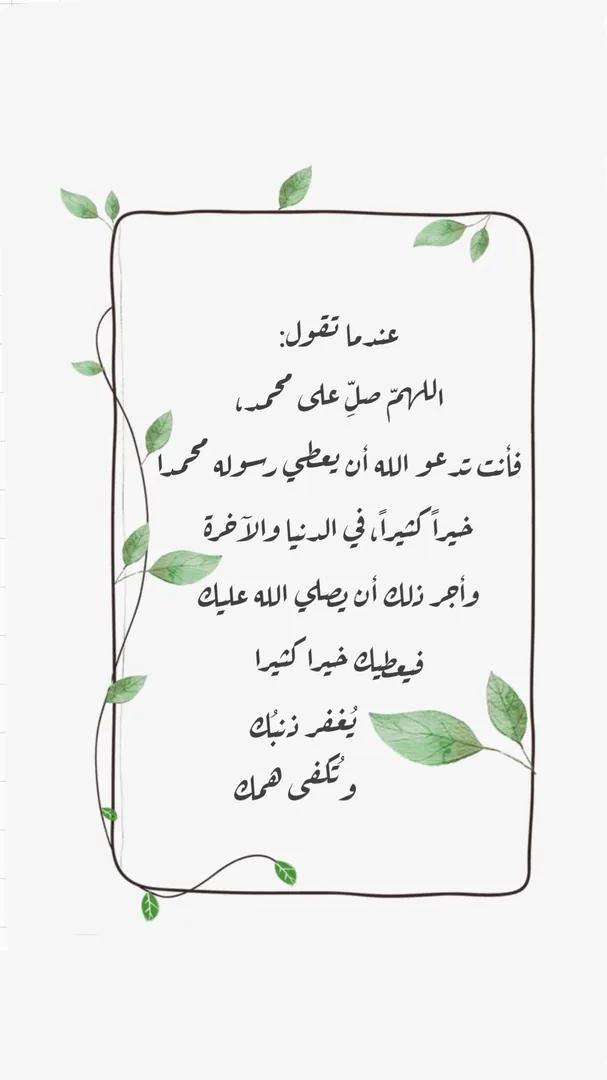 عندما تقول:
اللهمّ صلِّ على محمد،
فأنت تدعو الله أن يعطي رسوله محمدا
خيراً كثيراً، في الدنيا والآخرة
وأجر ذلك أن يصلي الله عليك
فيعطيك خيرا كثيرا
يُغفر ذنبُك
وتُكفى همك